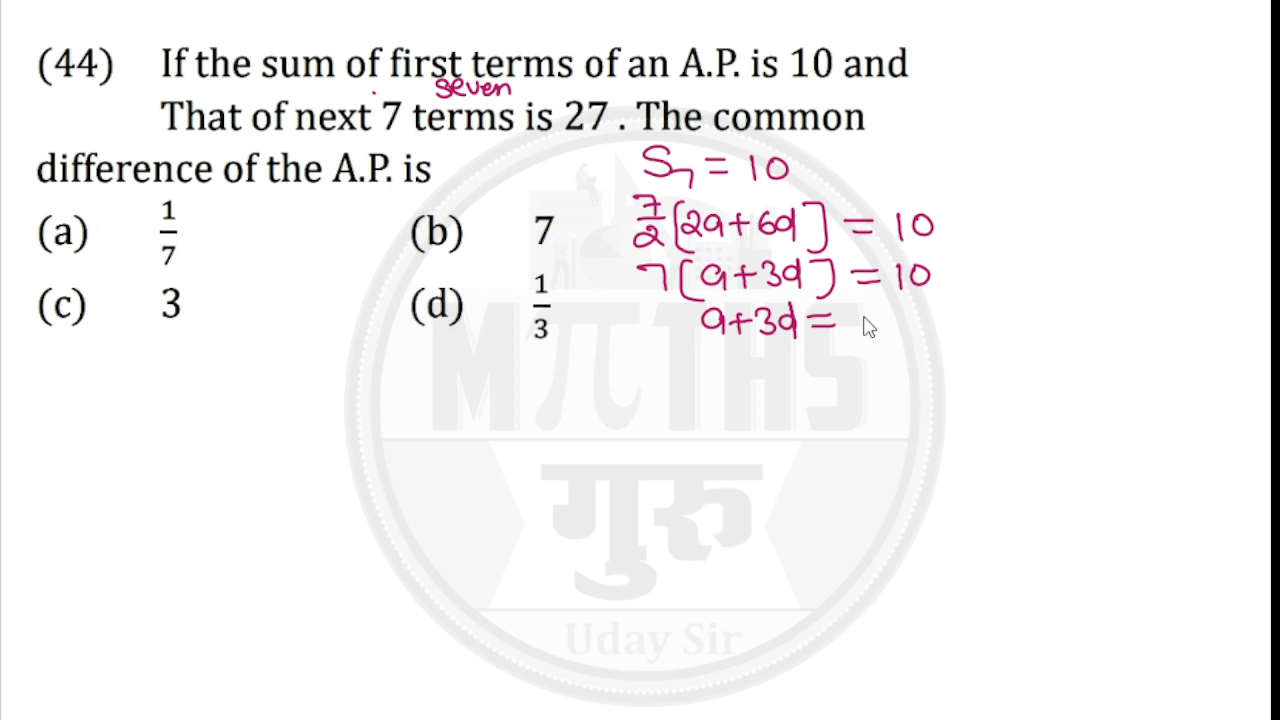 (44) If the sum of first terms of an A.P. is 10 and
seven
That of next 7 terms is 27 . The common
difference of the A.P. is
(a) 1/7 (b) 7
(c) 3 (d) 1/3
S₇ = 10
7/2 [2a+6d] = 10
7 [a+3d] = 10
a+3d =
MπTHS
गुरु
Uday Sir